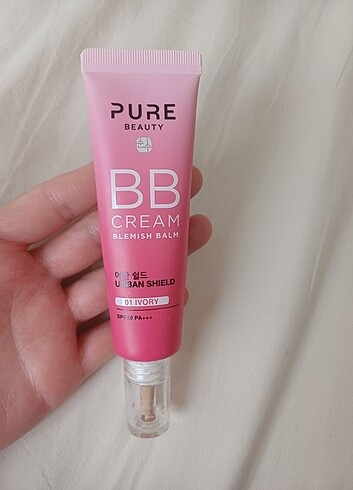 PURE
BEAUTY
BB
CREAM
BLEMISH BALM
어반 쉴드
URBAN SHIELD
01 IVORY
SPF50 PA+++